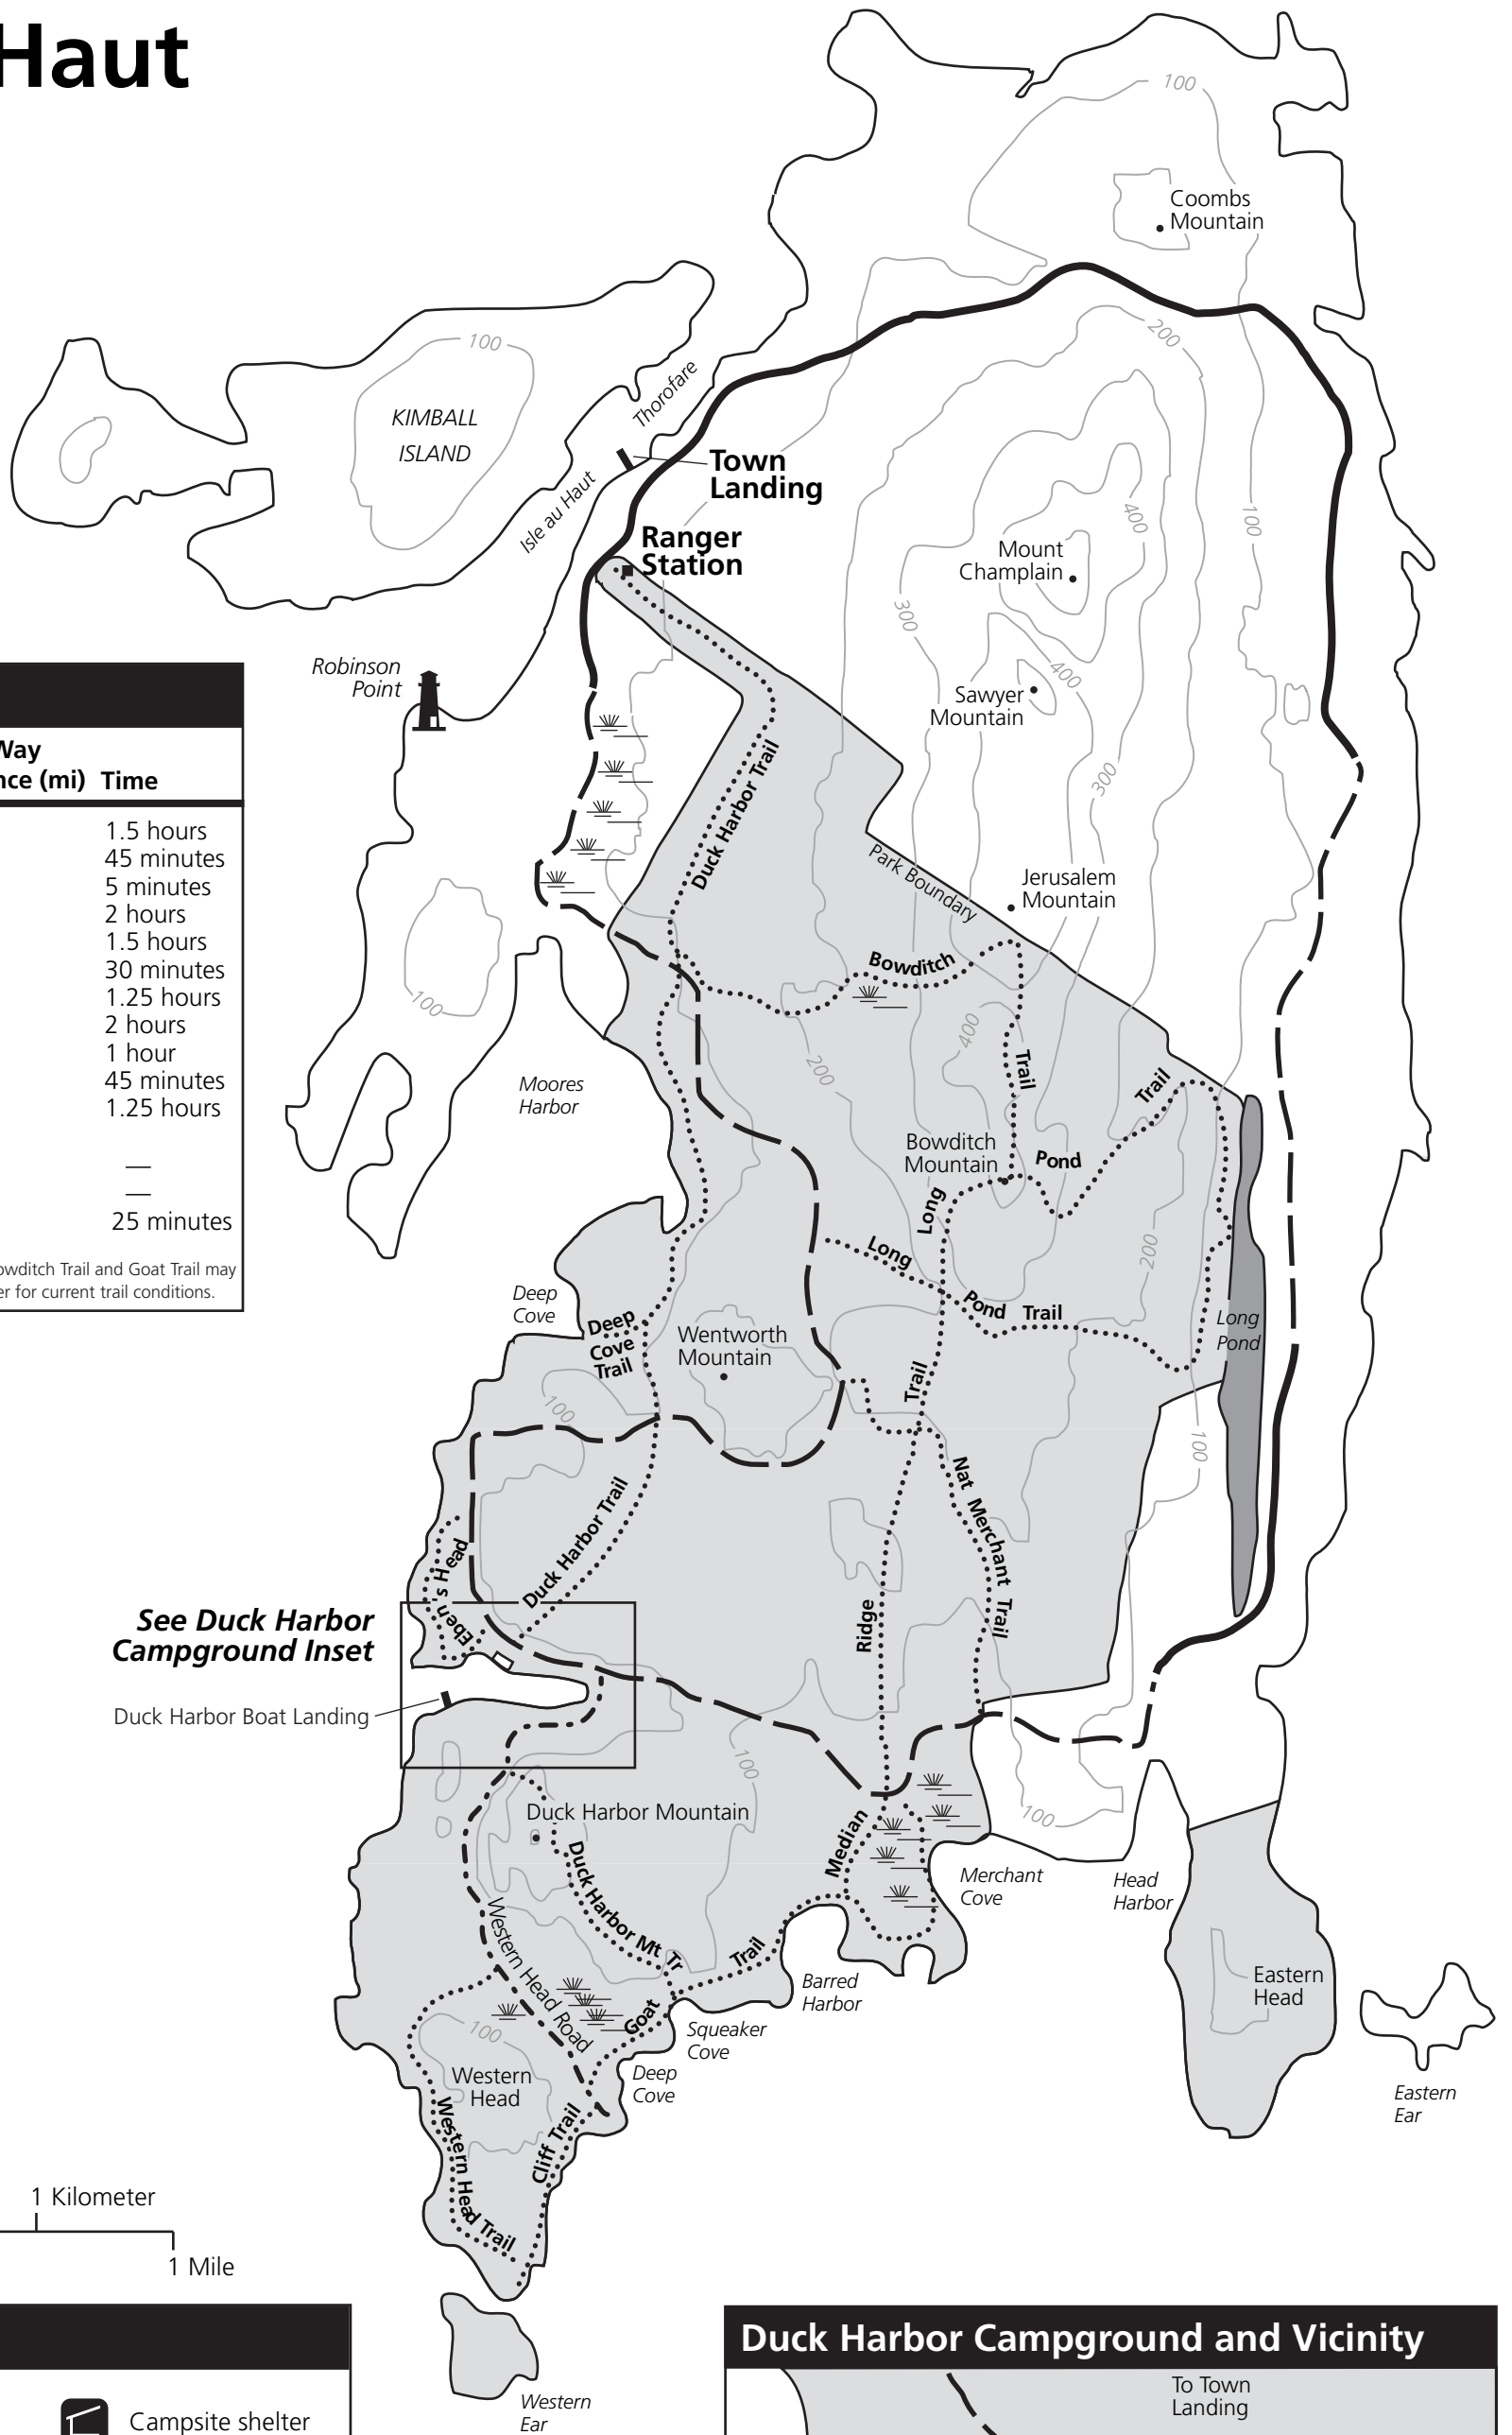 Haut
100
Coombs
Mountain
200
100
KIMBALL
ISLAND
Thorofare
Isle au Haut
Town
Landing
Ranger
Station
400
100
Mount
Champlain
300
400
Robinson
Point
Sawyer
Mountain
300
Way
nce (mi) Time
1.5 hours
45 minutes
5 minutes
2 hours
1.5 hours
30 minutes
1.25 hours
2 hours
1 hour
45 minutes
1.25 hours
—
—
25 minutes
owditch Trail and Goat Trail may
er for current trail conditions.
Duck Harbor Trail
Park Boundary
Jerusalem
Mountain
Bowditch
Trail
100
400
200
Moores
Harbor
Trail
Bowditch
Mountain
Pond
Long
Long
200
Pond Trail
Deep
Cove
Deep
Cove
Trail
Wentworth
Mountain
Long
Pond
Trail
100
100
Nat Merchant Trail
Duck Harbor Trail
Eben's Head
See Duck Harbor
Campground Inset
Ridge
Duck Harbor Boat Landing
100
100
Duck Harbor Mountain
Median
Duck Harbor Mt Tr
Merchant
Cove
Head
Harbor
Western Head Road
Trail
Barred
Harbor
Eastern
Head
Goat
Squeaker
Cove
100
Deep
Cove
Western
Head
Eastern
Ear
Western Head Trail
Cliff Trail
1 Kilometer
1 Mile
Duck Harbor Campground and Vicinity
To Town
Landing
Western
Ear
Campsite shelter